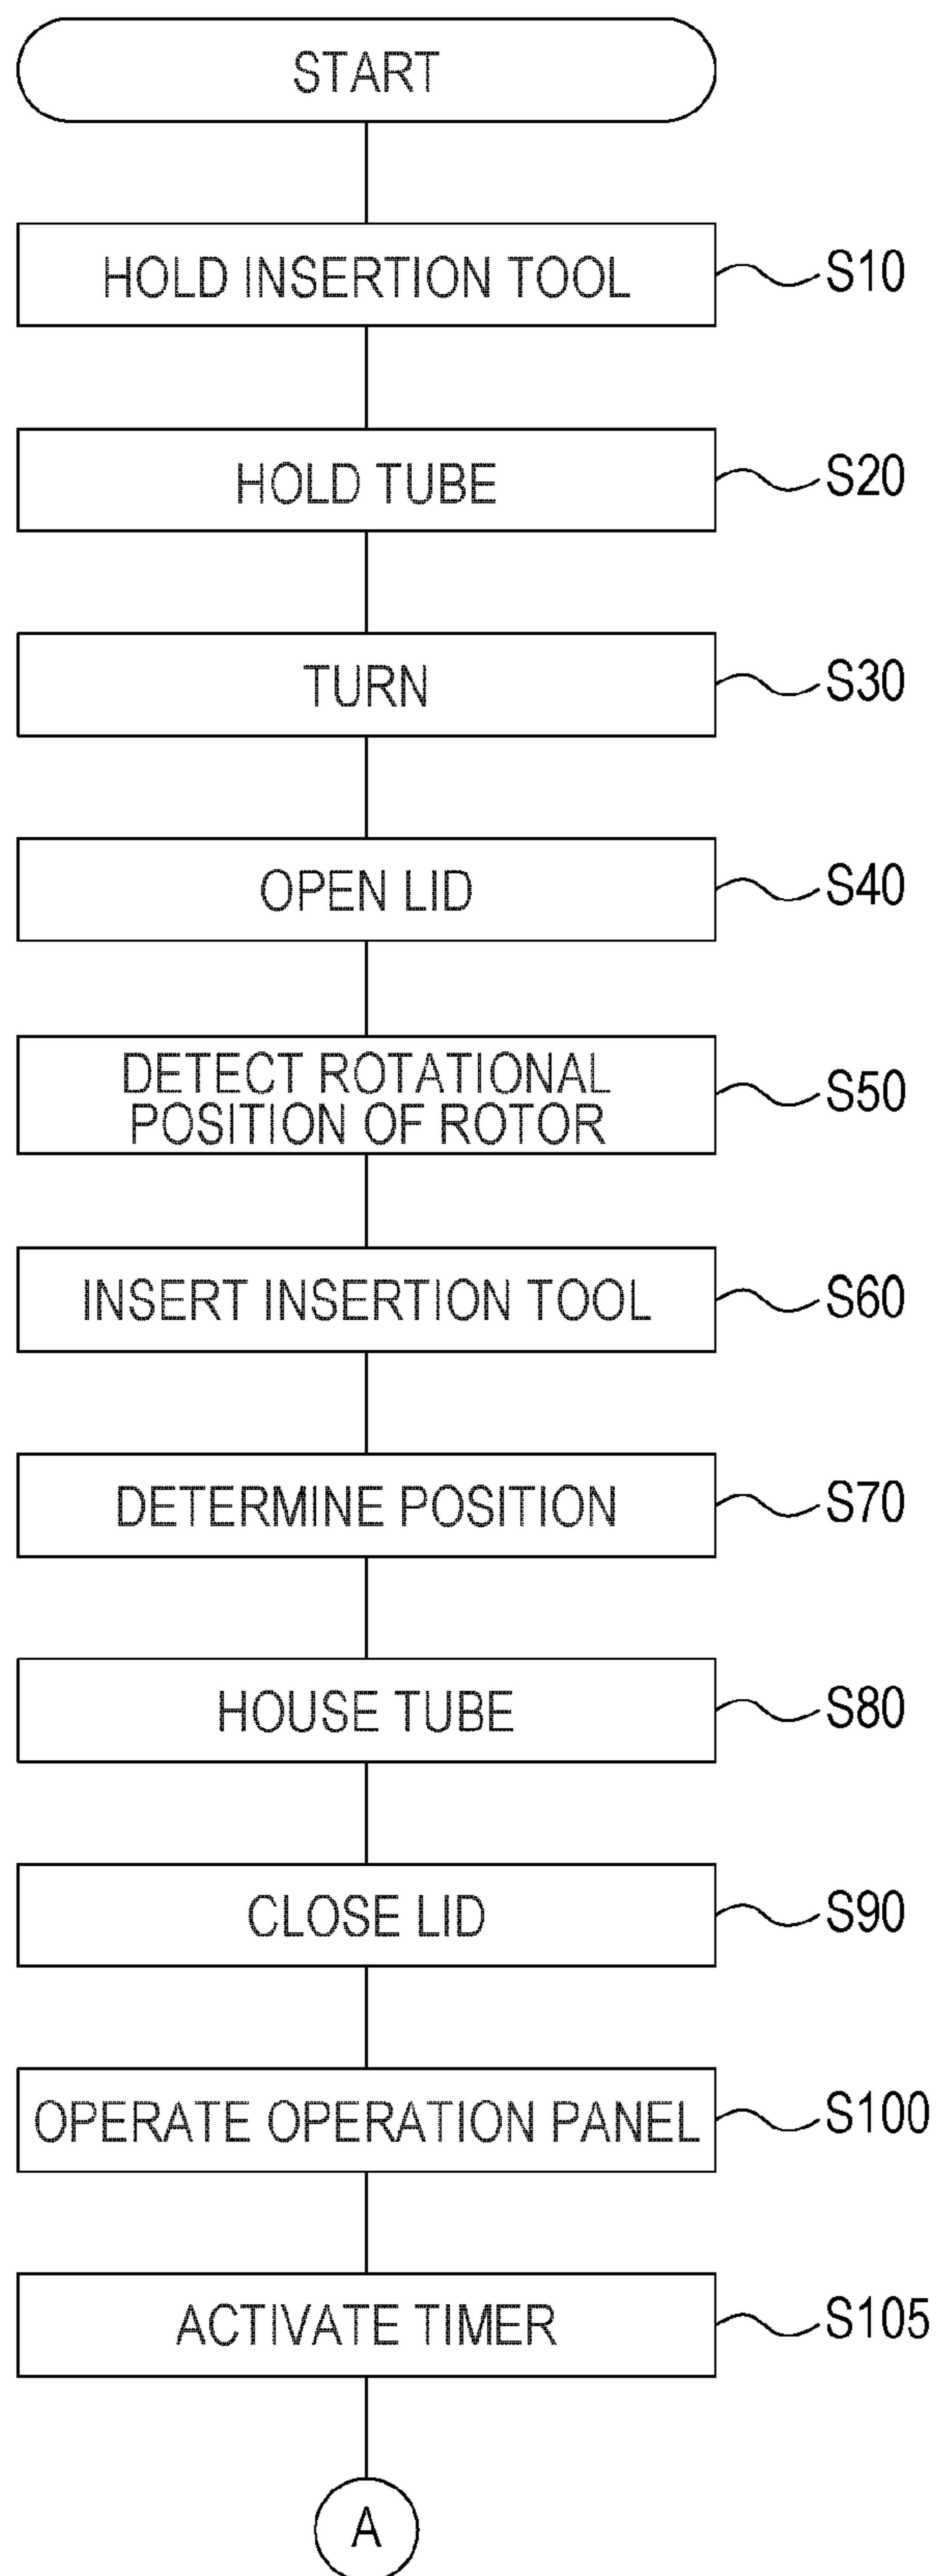 START
HOLD INSERTION TOOL S10
HOLD TUBE S20
TURN S30
OPEN LID S40
DETECT ROTATIONAL
POSITION OF ROTOR S50
INSERT INSERTION TOOL S60
DETERMINE POSITION S70
HOUSE TUBE S80
CLOSE LID S90
OPERATE OPERATION PANEL S100
ACTIVATE TIMER S105
A